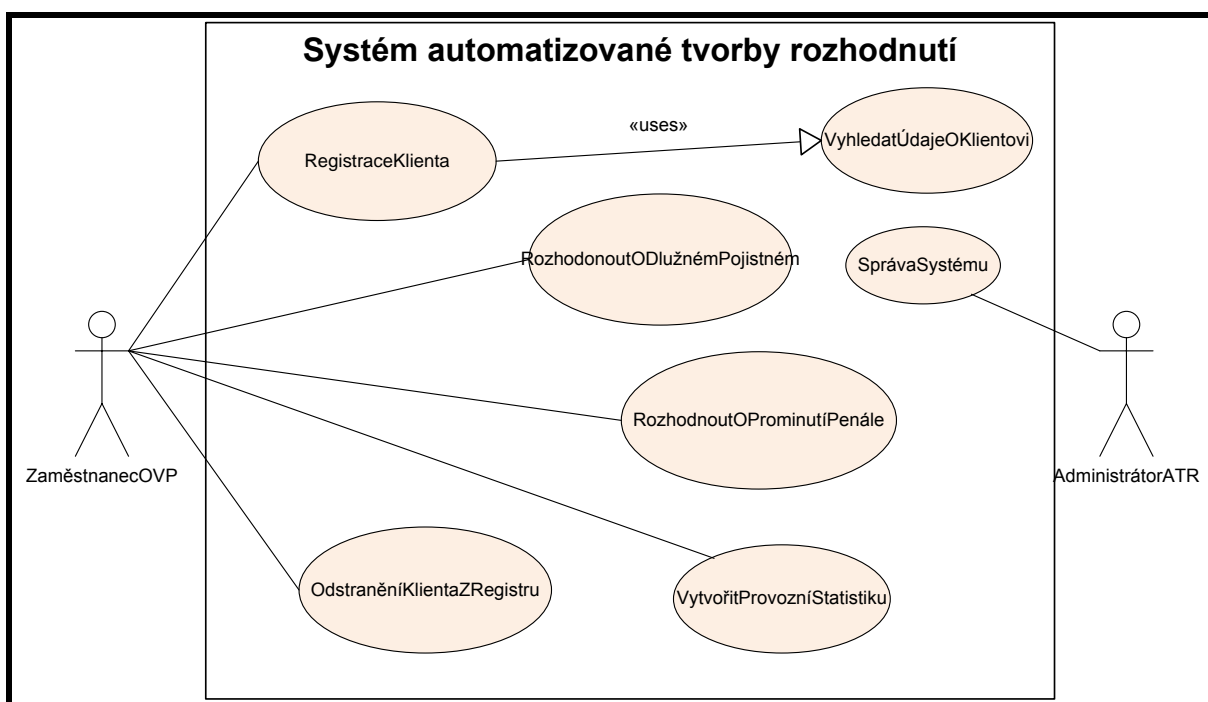 Systém automatizované tvorby rozhodnutí
«uses»
RegistraceKlienta
VyhledatÚdajeOKlientovi
RozhodonoutODlužnémPojistném
SprávaSystému
RozhodnoutOProminutíPenále
ZaměstnanecOVP
AdministrátorATR
OdstraněníKlientaZRegistru
VytvořitProvozníStatistiku